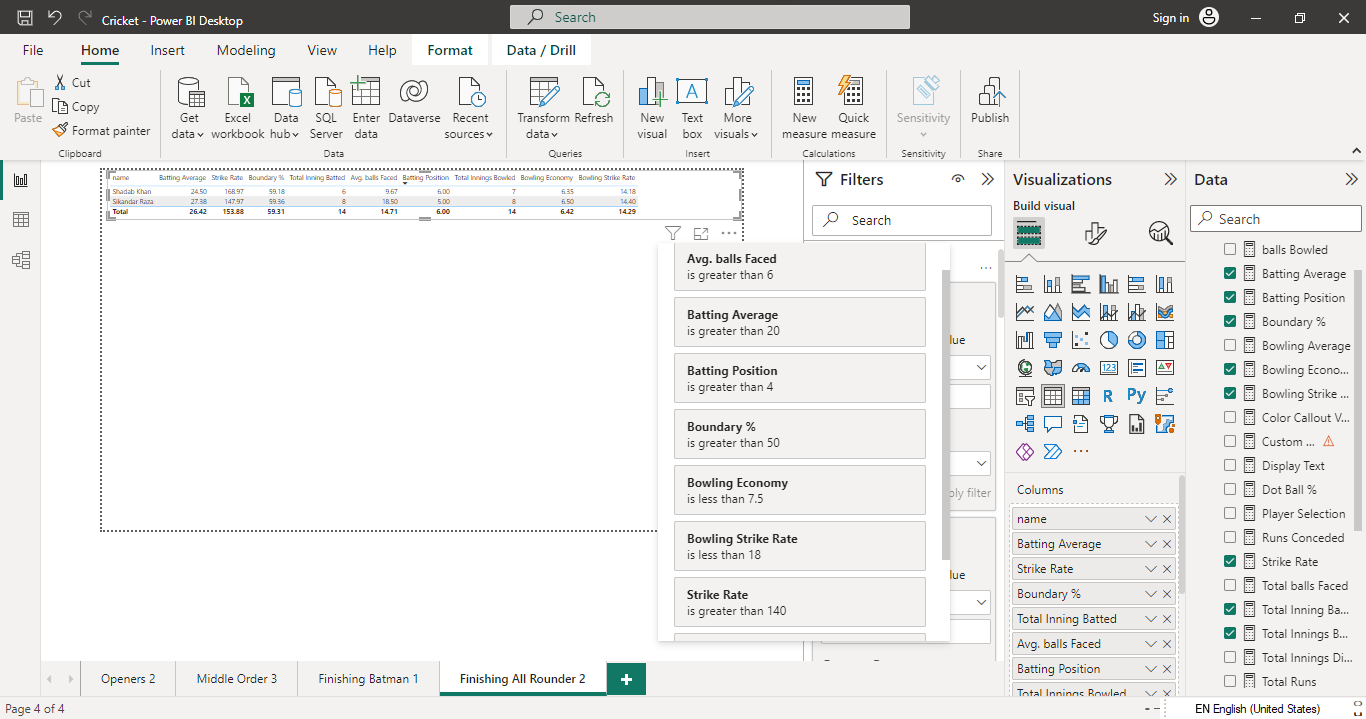 Cricket - Power BI Desktop
Search
Sign in
File Home Insert Modeling View Help Format Data / Drill
Paste
Cut
Copy
Format painter
Clipboard
Get data
Excel workbook
Data hub
SQL Server
Enter data
Dataverse
Recent sources
Data
Transform data
Refresh
Queries
New visual
Text box
More visuals
Insert
New measure
Quick measure
Calculations
Sensitivity
Sensitivity
Publish
Share
name Batting Average Strike Rate Boundary % Total Inning Batted Avg. balls Faced Batting Position Total Innings Bowled Bowling Economy Bowling Strike Rate
Shadab Khan 24.50 168.97 59.18 6 9.67 6.00 7 6.35 14.18
Sikandar Raza 27.38 147.97 59.36 8 18.50 5.00 8 6.50 14.40
Total 26.42 153.88 59.31 14 14.71 6.00 14 6.42 14.29
Avg. balls Faced
is greater than 6
Batting Average
is greater than 20
Batting Position
is greater than 4
Boundary %
is greater than 50
Bowling Economy
is less than 7.5
Bowling Strike Rate
is less than 18
Strike Rate
is greater than 140
Filters
Search
lue
ply filter
lue
Visualizations
Build visual
123
R
Py
Columns
name
Batting Average
Strike Rate
Boundary %
Total Inning Batted
Avg. balls Faced
Batting Position
Total Innings Bowled
Data
Search
balls Bowled
Batting Average
Batting Position
Boundary %
Bowling Average
Bowling Econo...
Bowling Strike ...
Color Callout V...
Custom ...
Display Text
Dot Ball %
Player Selection
Runs Conceded
Strike Rate
Total balls Faced
Total Inning Ba...
Total Innings B...
Total Innings Di...
Total Runs
Openers 2
Middle Order 3
Finishing Batman 1
Finishing All Rounder 2
Page 4 of 4
EN English (United States)